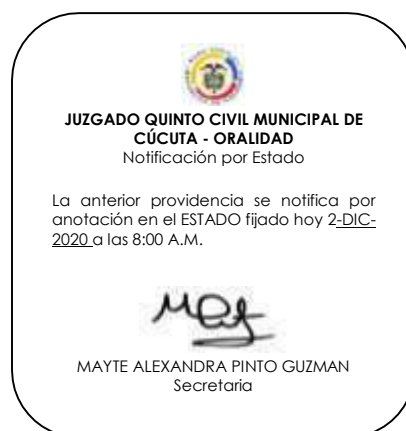 JUZGADO QUINTO CIVIL MUNICIPAL DE
CÚCUTA - ORALIDAD
Notificación por Estado
La anterior providencia se notifica por
anotación en el ESTADO fijado hoy 2-DIC-
2020 a las 8:00 A.M.
MAYTE ALEXANDRA PINTO GUZMAN
Secretaria